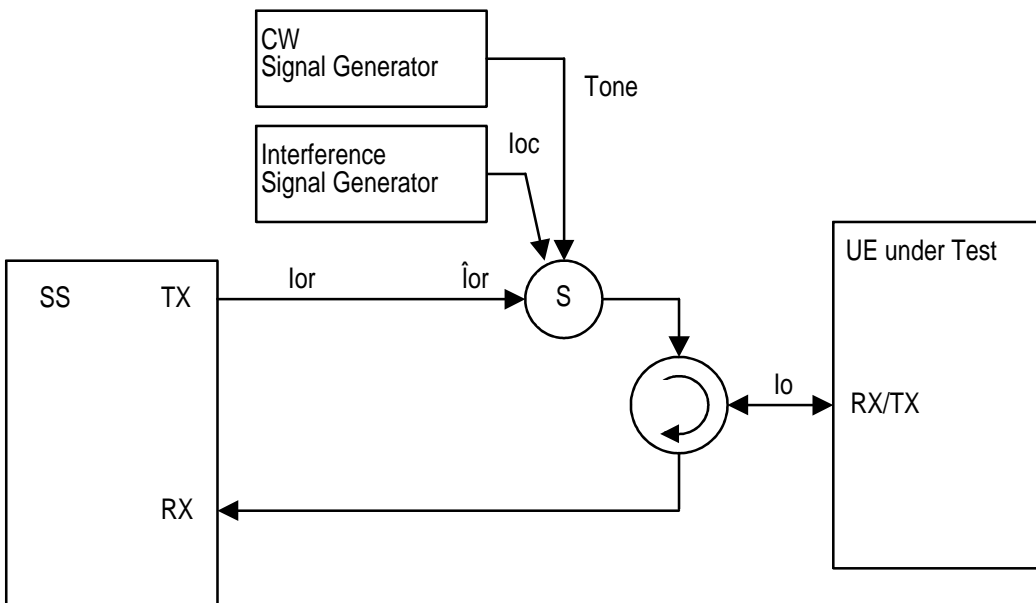 CW
Signal Generator
Tone
Ioc
Interference
Signal Generator
UE under Test
SS
TX
Ior
Îor
S
Io
RX/TX
RX